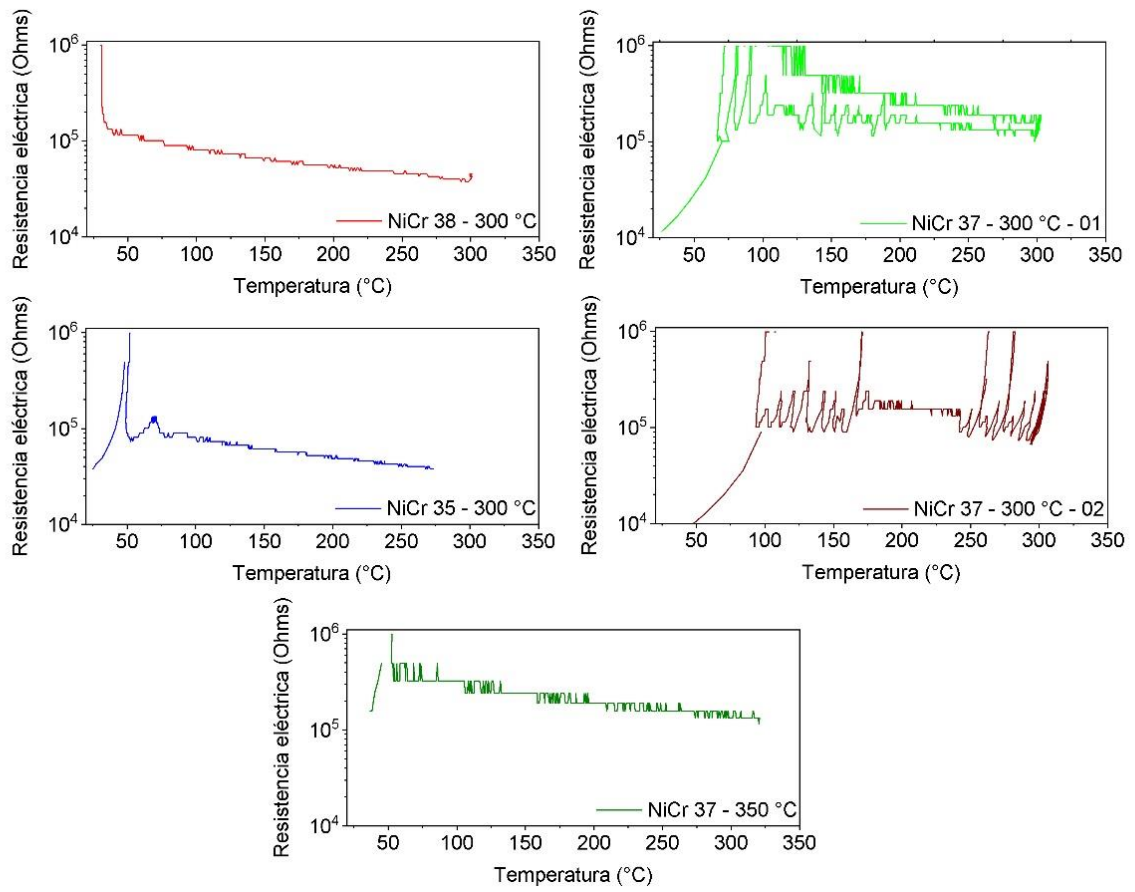 Resistencia eléctrica (Ohms)
10^6
10^5
10^4
50 100 150 200 250 300 350
Temperatura (°C)
NiCr 38 - 300 °C
Resistencia eléctrica (Ohms)
10^6
10^5
10^4
50 100 150 200 250 300 350
Temperatura (°C)
NiCr 37 - 300 °C - 01
Resistencia eléctrica (Ohms)
10^6
10^5
10^4
50 100 150 200 250 300 350
Temperatura (°C)
NiCr 35 - 300 °C
Resistencia eléctrica (Ohms)
10^6
10^5
10^4
50 100 150 200 250 300 350
Temperatura (°C)
NiCr 37 - 300 °C - 02
Resistencia eléctrica (Ohms)
10^6
10^5
10^4
50 100 150 200 250 300 350
Temperatura (°C)
NiCr 37 - 350 °C